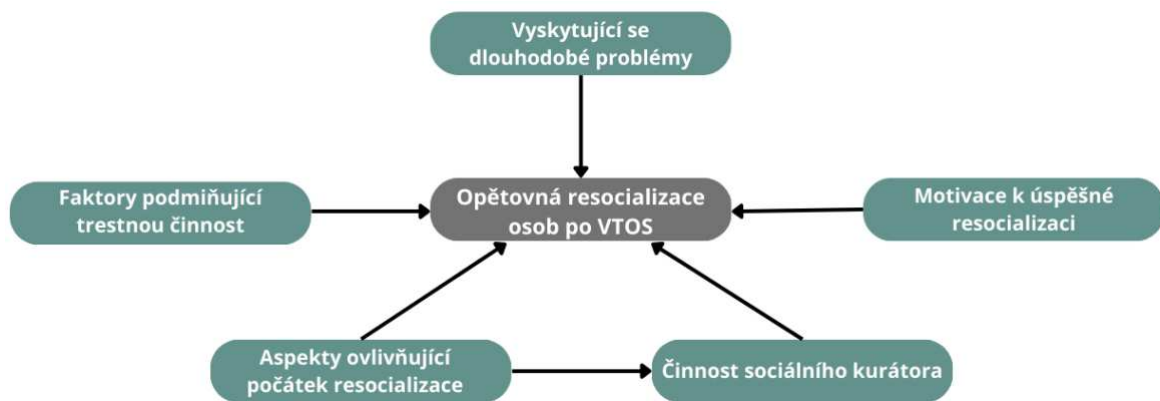 Vyskytující se
dlouhodobé problémy
Faktory podmiňující
trestnou činnost
Opětovná resocializace
osob po VTOS
Motivace k úspěšné
resocializaci
Aspekty ovlivňující
počátek resocializace
Činnost sociálního kurátora